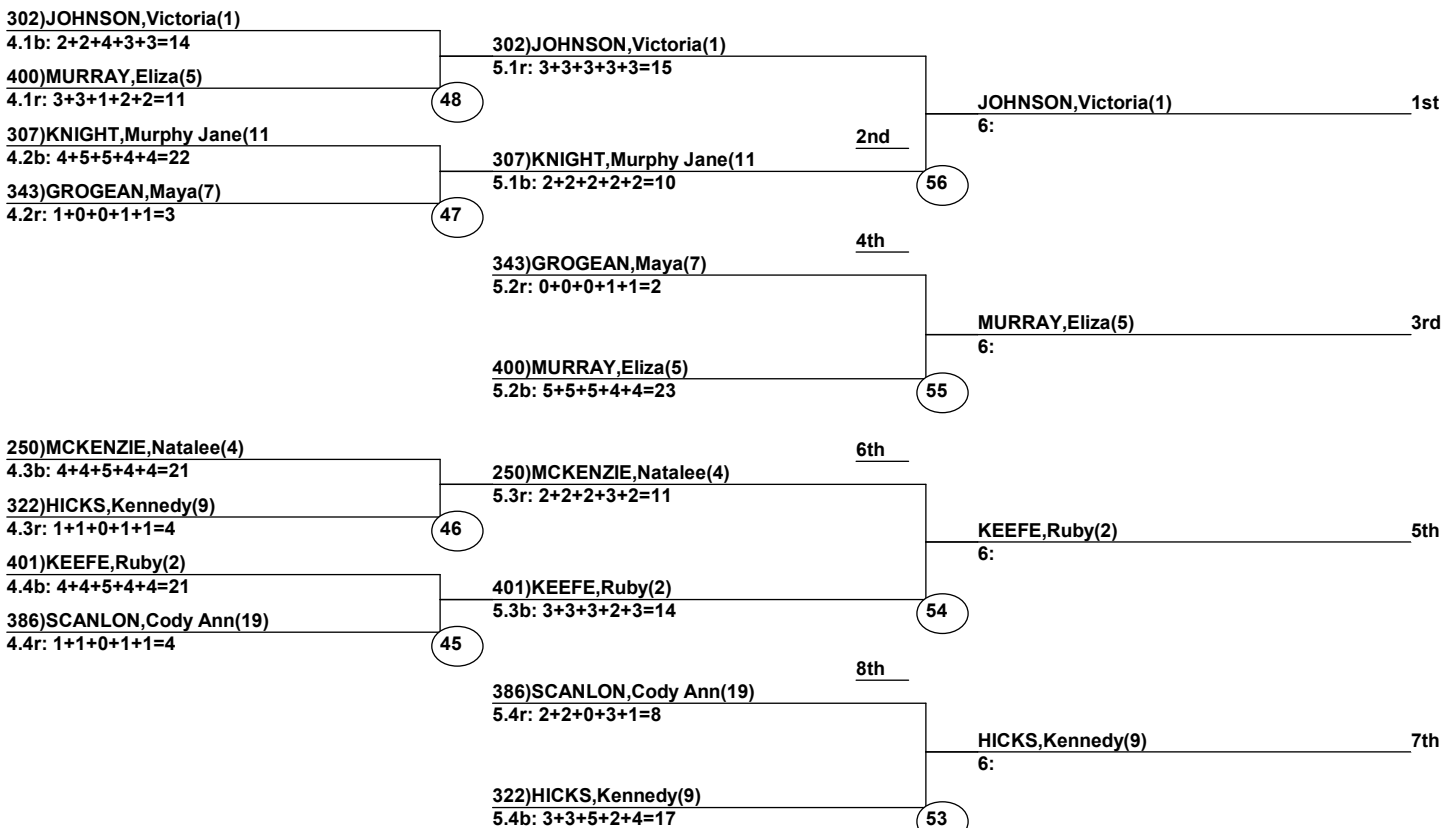 302)JOHNSON,Victoria(1)
4.1b: 2+2+4+3+3=14
400)MURRAY,Eliza(5)
4.1r: 3+3+1+2+2=11
48
307)KNIGHT,Murphy Jane(11
4.2b: 4+5+5+4+4=22
343)GROGEAN,Maya(7)
4.2r: 1+0+0+1+1=3
47
302)JOHNSON,Victoria(1)
5.1r: 3+3+3+3+3=15
2nd
307)KNIGHT,Murphy Jane(11
5.1b: 2+2+2+2+2=10
56
JOHNSON,Victoria(1)
6:
1st
4th
343)GROGEAN,Maya(7)
5.2r: 0+0+0+1+1=2
400)MURRAY,Eliza(5)
5.2b: 5+5+5+4+4=23
55
MURRAY,Eliza(5)
6:
3rd
250)MCKENZIE,Natalee(4)
4.3b: 4+4+5+4+4=21
322)HICKS,Kennedy(9)
4.3r: 1+1+0+1+1=4
46
401)KEEFE,Ruby(2)
4.4b: 4+4+5+4+4=21
386)SCANLON,Cody Ann(19)
4.4r: 1+1+0+1+1=4
45
6th
250)MCKENZIE,Natalee(4)
5.3r: 2+2+2+3+2=11
401)KEEFE,Ruby(2)
5.3b: 3+3+3+2+3=14
54
KEEFE,Ruby(2)
6:
5th
8th
386)SCANLON,Cody Ann(19)
5.4r: 2+2+0+3+1=8
322)HICKS,Kennedy(9)
5.4b: 3+3+5+2+4=17
53
HICKS,Kennedy(9)
6:
7th